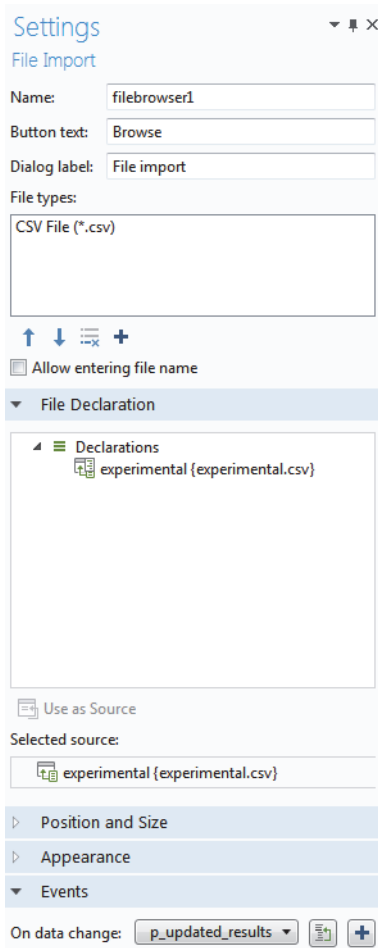 Settings
File Import
Name: filebrowser1
Button text: Browse
Dialog label: File import
File types:
CSV File (*.csv)
Allow entering file name
File Declaration
Declarations
experimental {experimental.csv}
Use as Source
Selected source:
experimental {experimental.csv}
Position and Size
Appearance
Events
On data change: p_updated_results